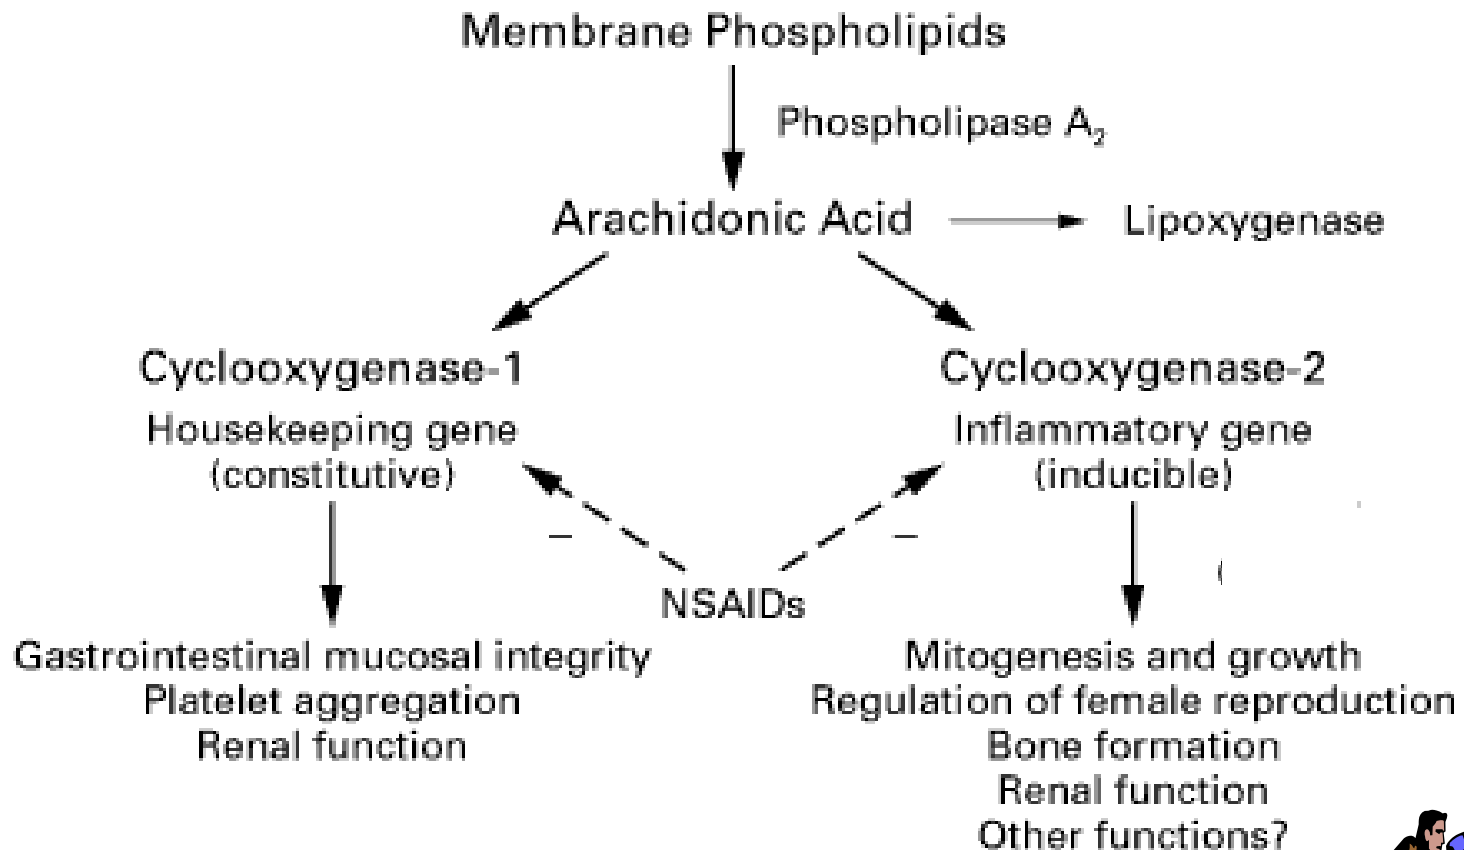 Membrane Phospholipids
Phospholipase A₂
Arachidonic Acid
Lipoxygenase
Cyclooxygenase-1
Housekeeping gene
(constitutive)
Cyclooxygenase-2
Inflammatory gene
(inducible)
–
–
NSAIDs
(
Gastrointestinal mucosal integrity
Platelet aggregation
Renal function
Mitogenesis and growth
Regulation of female reproduction
Bone formation
Renal function
Other functions?